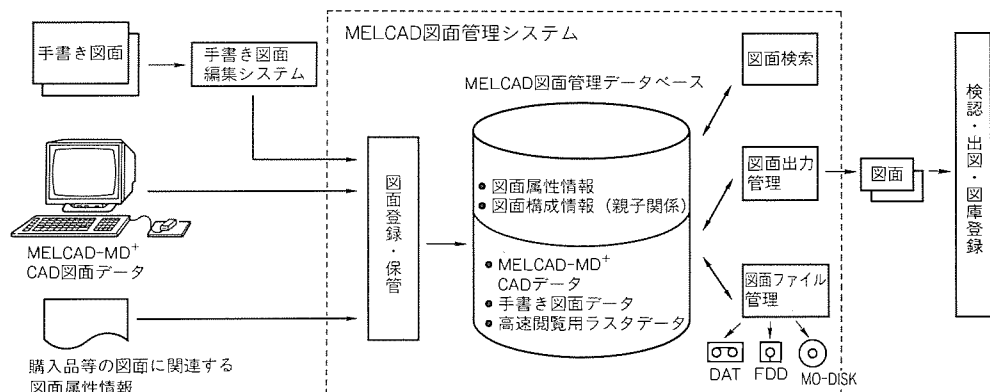 手書き図面
手書き図面
編集システム
MELCAD-MD+
CAD図面データ
購入品等の図面に関連する
図面属性情報
MELCAD図面管理システム
図面登録・保管
MELCAD図面管理データベース
● 図面属性情報
● 図面構成情報（親子関係）
● MELCAD-MD+
CADデータ
● 手書き図面データ
● 高速閲覧用ラスタデータ
図面検索
図面出力
管理
図面ファイル
管理
DAT FDD MO-DISK
図面
検認・出図・図庫登録